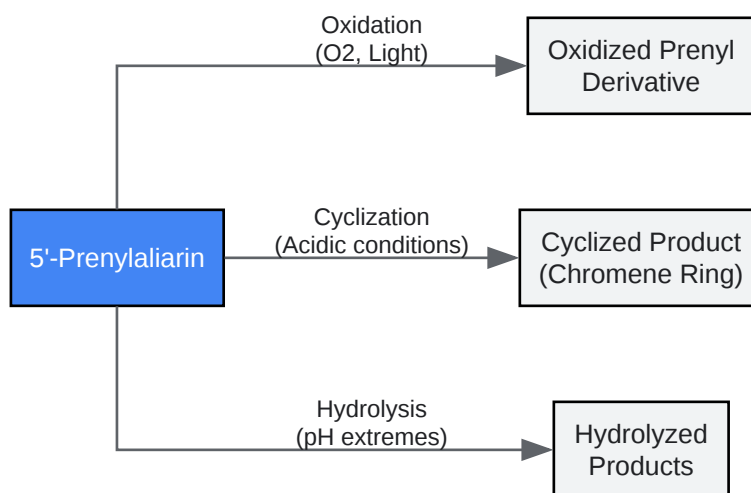 Oxidation
(O2, Light)
Oxidized Prenyl
Derivative
5'-Prenylaliarin
Cyclization
(Acidic conditions)
Cyclized Product
(Chromene Ring)
Hydrolysis
(pH extremes)
Hydrolyzed
Products